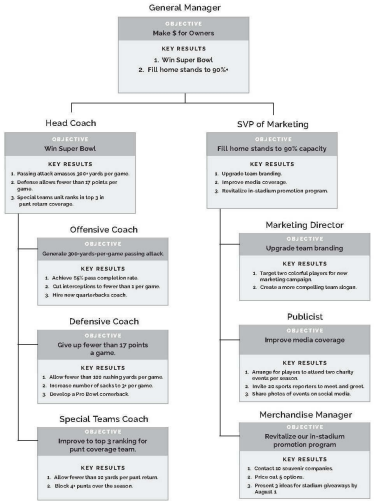 General Manager
OBJECTIVE
Make $ for Owners
KEY RESULTS
1. Win Super Bowl
2. Fill home stands to 90%+
Head Coach
OBJECTIVE
Win Super Bowl
KEY RESULTS
1. Passing attack amasses 300+ yards per game.
2. Defense allows fewer than 17 points per
game.
3. Special teams unit ranks in top 3 in
punt return coverage.
Offensive Coach
OBJECTIVE
Generate 300-yards-per-game passing attack.
KEY RESULTS
1. Achieve 65% pass completion rate.
2. Cut interceptions to fewer than 1 per game.
3. Hire new quarterbacks coach.
Defensive Coach
OBJECTIVE
Give up fewer than 17 points
a game.
KEY RESULTS
1. Allow fewer than 100 rushing yards per game.
2. Increase number of sacks to 3+ per game.
3. Develop a Pro Bowl cornerback.
Special Teams Coach
OBJECTIVE
Improve to top 3 ranking for
punt coverage team.
KEY RESULTS
1. Allow fewer than 10 yards per punt return.
2. Block 4+ punts over the season.
SVP of Marketing
OBJECTIVE
Fill home stands to 90% capacity
KEY RESULTS
1. Upgrade team branding.
2. Improve media coverage.
3. Revitalize in-stadium promotion program.
Marketing Director
OBJECTIVE
Upgrade team branding
KEY RESULTS
1. Target two colorful players for new
marketing campaign.
2. Create a more compelling team slogan.
Publicist
OBJECTIVE
Improve media coverage
KEY RESULTS
1. Arrange for players to attend two charity
events per season.
2. Invite 20 sports reporters to meet and greet.
3. Share photos of events on social media.
Merchandise Manager
OBJECTIVE
Revitalize our in-stadium
promotion program
KEY RESULTS
1. Contact 10 souvenir companies.
2. Price out 5 options.
3. Present 3 ideas for stadium giveaways by
August 1